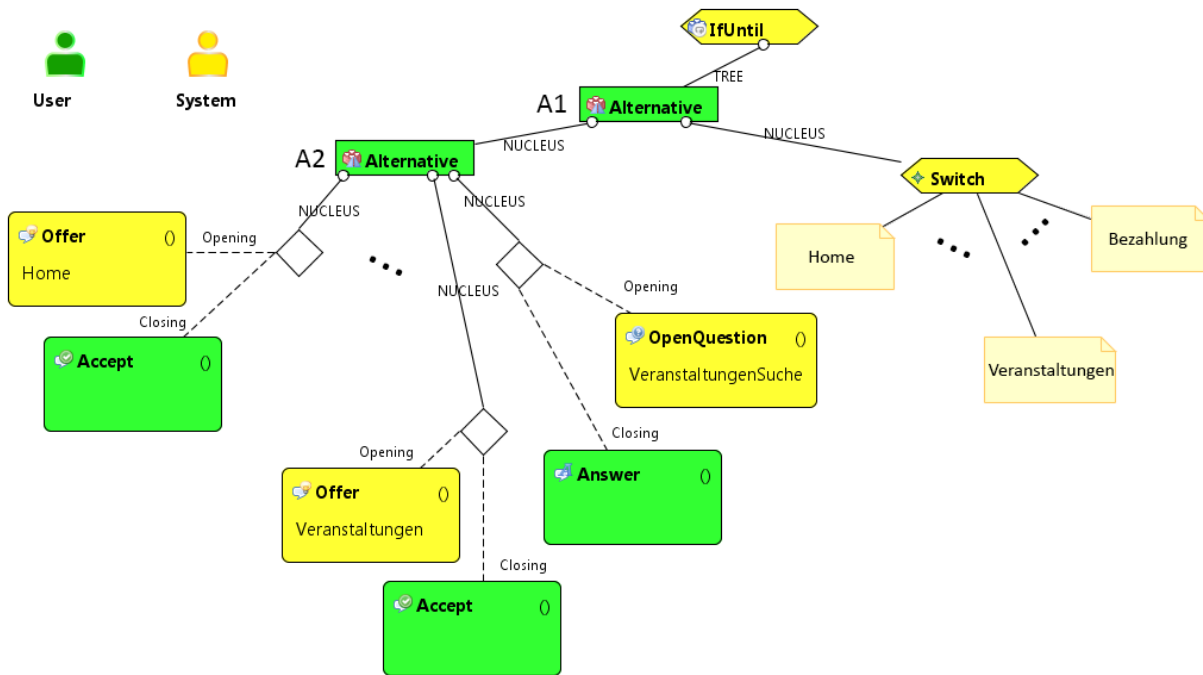 IfUntil
TREE
User
System
A1
Alternative
NUCLEUS
NUCLEUS
A2
Alternative
Switch
NUCLEUS
NUCLEUS
Offer ()
Home
Opening
Home
Bezahlung
NUCLEUS
Opening
Closing
OpenQuestion ()
VeranstaltungenSuche
Accept ()
Veranstaltungen
Closing
Opening
Offer ()
Veranstaltungen
Answer ()
Closing
Accept ()